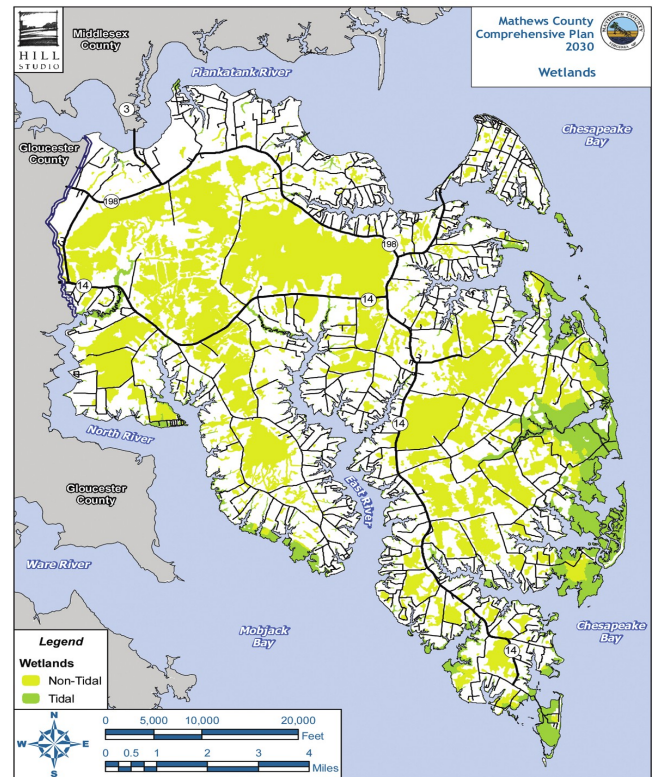 HILL
STUDIO
Mathews County
Comprehensive Plan
2030
Wetlands
Middlesex
County
Piankatank River
3
Chesapeake
Bay
Gloucester
County
198
198
14
14
14
North River
East River
Gloucester
County
Ware River
Mobjack
Bay
Chesapeake
Bay
14
Legend
Wetlands
Non-Tidal
Tidal
N
W
E
S
0 5,000 10,000 20,000
Feet
0 0.5 1 2 3 4
Miles